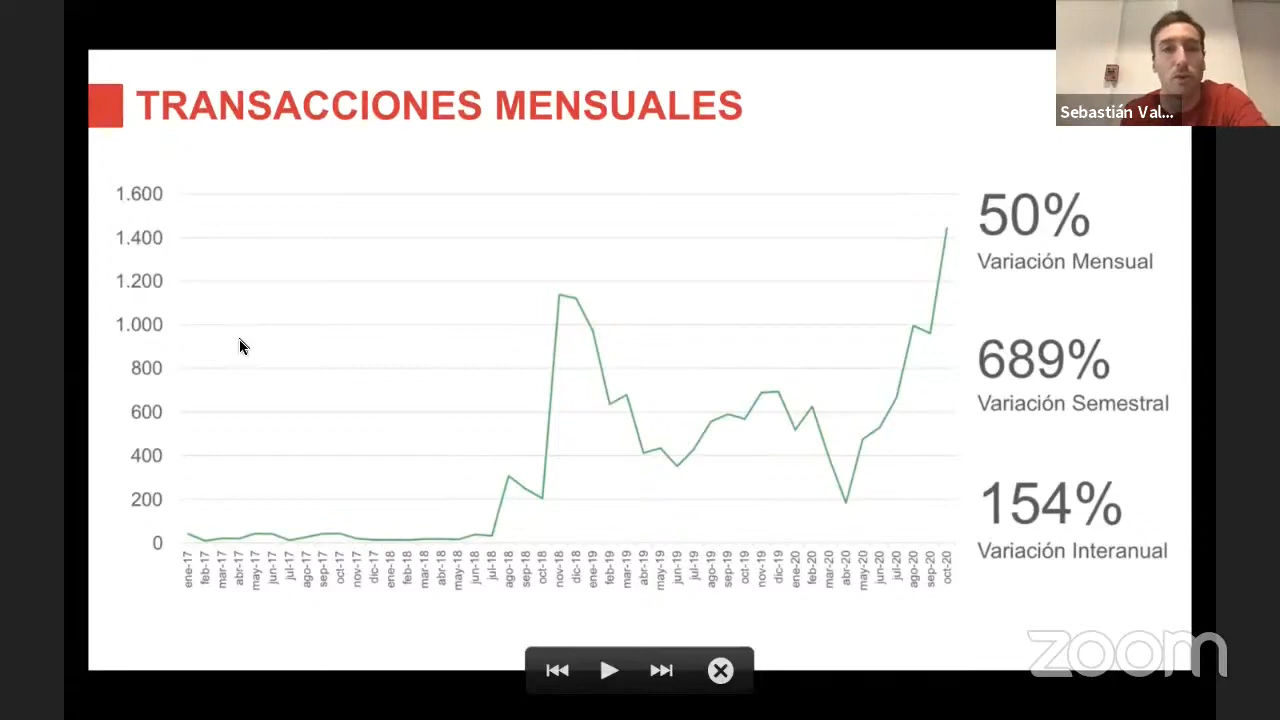 Sebastián Val...
TRANSACCIONES MENSUALES
1.600
1.400
1.200
1.000
800
600
400
200
0
ene-17
feb-17
mar-17
abr-17
may-17
jun-17
jul-17
ago-17
sep-17
oct-17
nov-17
dic-17
ene-18
feb-18
mar-18
abr-18
may-18
jun-18
jul-18
ago-18
sep-18
oct-18
nov-18
dic-18
ene-19
feb-19
mar-19
abr-19
may-19
jun-19
jul-19
ago-19
sep-19
oct-19
nov-19
dic-19
ene-20
feb-20
mar-20
abr-20
may-20
jun-20
jul-20
ago-20
sep-20
oct-20
50%
Variación Mensual
689%
Variación Semestral
154%
Variación Interanual
zoom